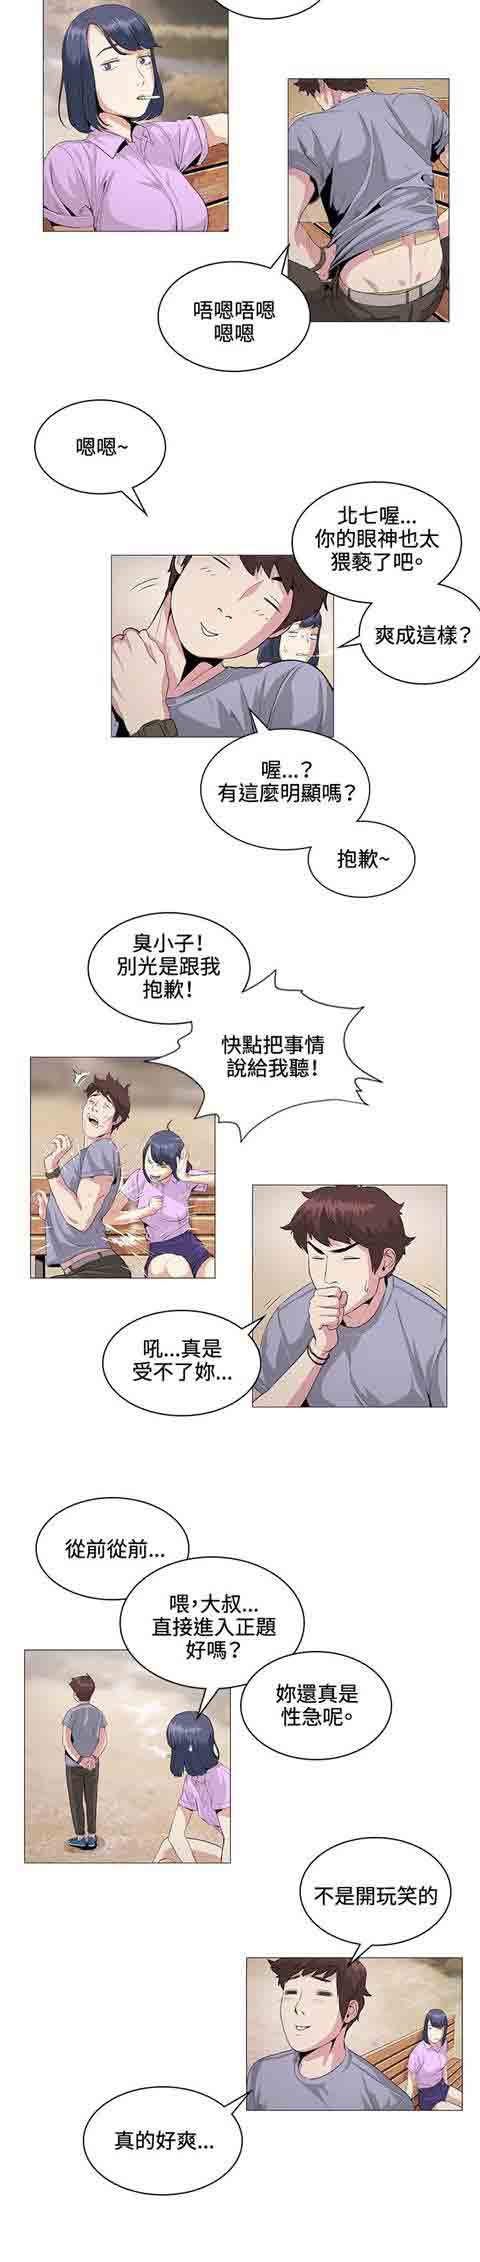 唔嗯唔嗯
嗯嗯
嗯嗯~
北七喔...
你的眼神也太
猥褻了吧。
爽成這樣？
喔...？
有這麼明顯嗎？
抱歉~
臭小子！
別光是跟我
抱歉！
快點把事情
說給我聽！
吼...真是
受不了妳...
從前從前...
喂，大叔...
直接進入正題
好嗎？
妳還真是
性急呢。
不是開玩笑的
真的好爽...